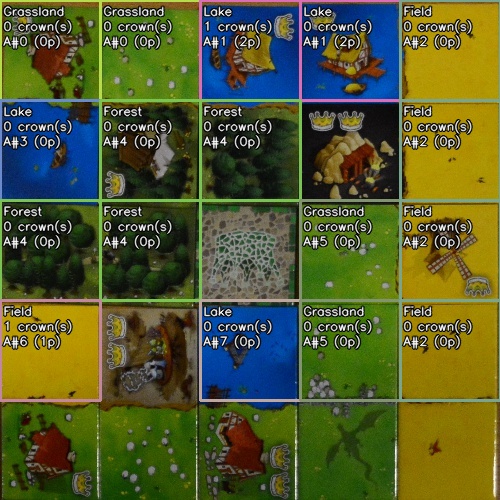 Grassland
0 crown(s)
A#0 (0p)
Grassland
0 crown(s)
A#0 (0p)
Lake
1 crown(s)
A#1 (2p)
Lake
0 crown(s)
A#1 (2p)
Field
0 crown(s)
A#2 (0p)
Lake
0 crown(s)
A#3 (0p)
Forest
0 crown(s)
A#4 (0p)
Forest
0 crown(s)
A#4 (0p)
Field
0 crown(s)
A#2 (0p)
Forest
0 crown(s)
A#4 (0p)
Forest
0 crown(s)
A#4 (0p)
Grassland
0 crown(s)
A#5 (0p)
Field
0 crown(s)
A#2 (0p)
Field
1 crown(s)
A#6 (1p)
Lake
0 crown(s)
A#7 (0p)
Grassland
0 crown(s)
A#5 (0p)
Field
0 crown(s)
A#2 (0p)